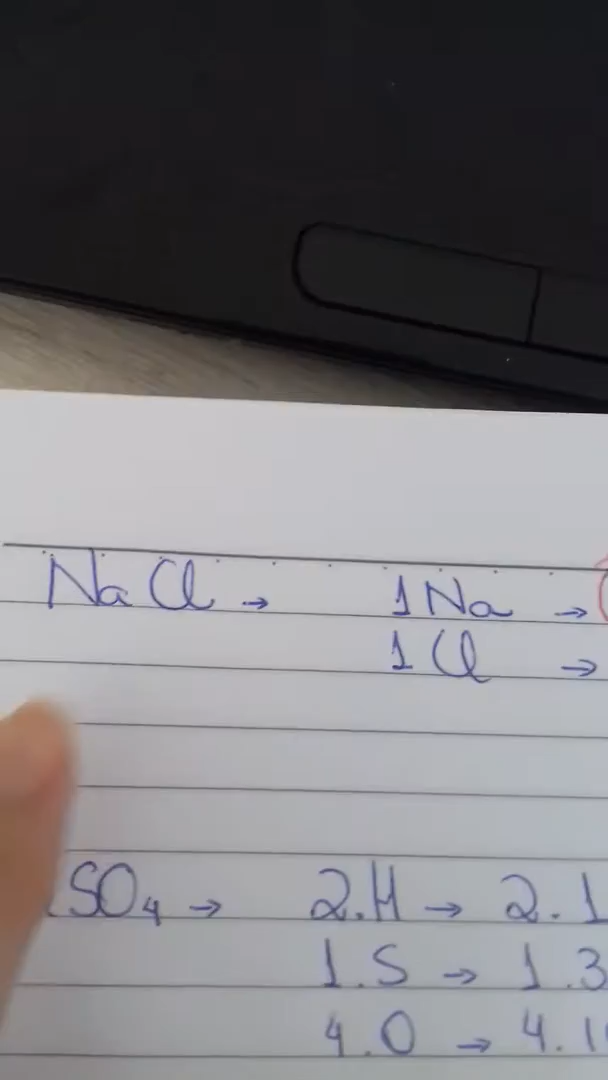 NaCl → 1Na →
1Cl →
SO4 → 2.H → 2.1
1.S → 1.3
4.O → 4.1